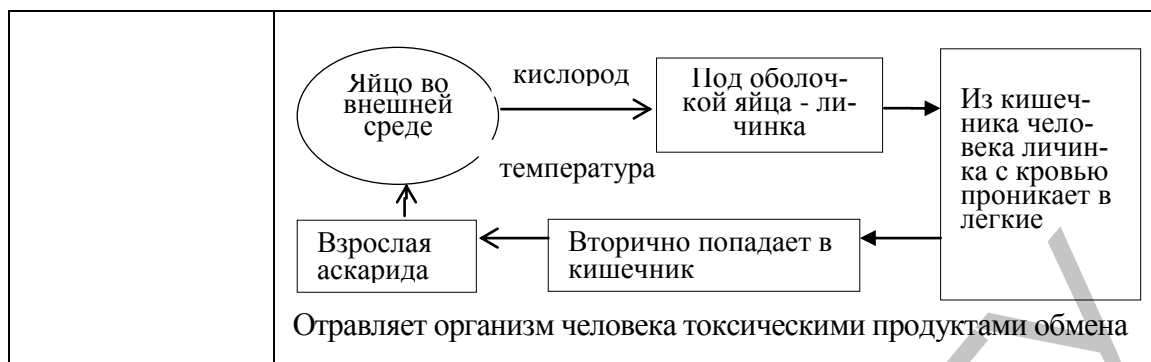 Яйцо во
внешней
среде
кислород
температура
Под оболоч-
кой яйца - ли-
чинка
Из кишеч-
ника чело-
века личин-
ка с кровью
проникает в
легкие
Вторично попадает в
кишечник
Взрослая
аскарида
Отравляет организм человека токсическими продуктами обмена